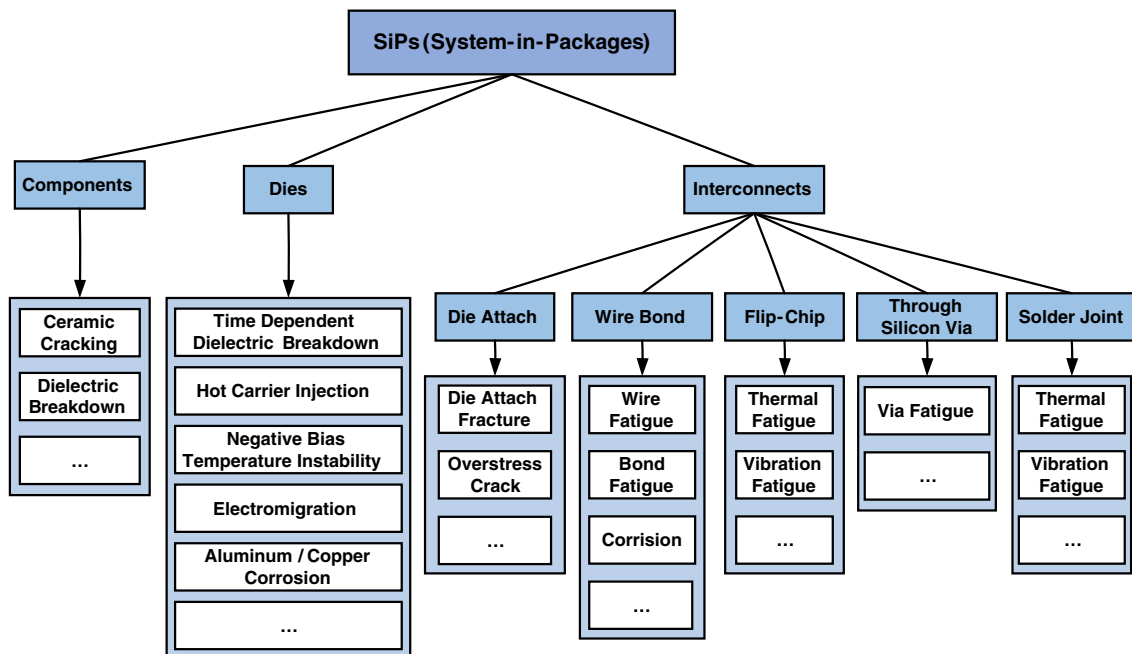 SiPs (System-in-Packages)
Components
Dies
Interconnects
Ceramic
Cracking
Dielectric
Breakdown
...
Time Dependent
Dielectric Breakdown
Hot Carrier Injection
Negative Bias
Temperature Instability
Electromigration
Aluminum / Copper
Corrosion
...
Die Attach
Die Attach
Fracture
Overstress
Crack
...
Wire Bond
Wire
Fatigue
Bond
Fatigue
Corrision
...
Flip-Chip
Thermal
Fatigue
Vibration
Fatigue
...
Through
Silicon Via
Via Fatigue
...
Solder Joint
Thermal
Fatigue
Vibration
Fatigue
...